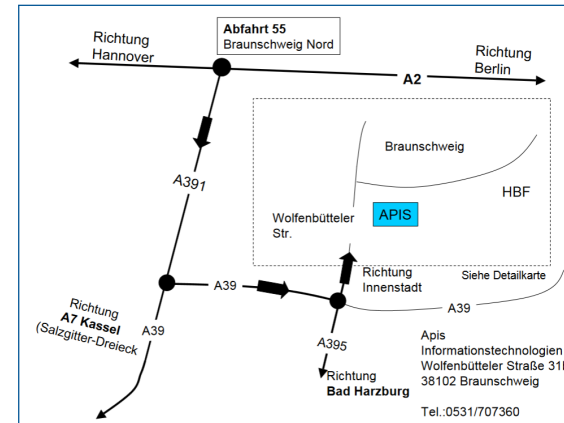 Abfahrt 55
Braunschweig Nord
Richtung
Hannover
Richtung
Berlin
A2
A391
Braunschweig
HBF
APIS
Wolfenbütteler
Str.
Richtung
Innenstadt
Siehe Detailkarte
A39
A39
Richtung
A7 Kassel
(Salzgitter-Dreieck
A39
A395
Richtung
Bad Harzburg
Apis
Informationstechnologien
Wolfenbütteler Straße
38102 Braunschweig
Tel.:0531/707360